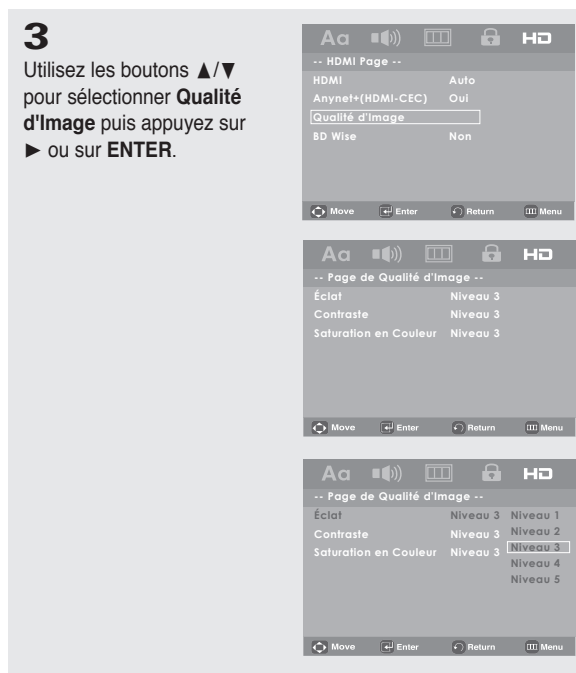 3
Utilisez les boutons ▲/▼
pour sélectionner Qualité
d'Image puis appuyez sur
► ou sur ENTER.
Aa HD
-- HDMI Page --
HDMI Auto
Anynet+(HDMI-CEC) Oui
Qualité d'Image
BD Wise Non
Move Enter Return Menu
Aa HD
-- Page de Qualité d'Image --
Éclat Niveau 3
Contraste Niveau 3
Saturation en Couleur Niveau 3
Move Enter Return Menu
Aa HD
-- Page de Qualité d'Image --
Éclat Niveau 3 Niveau 1
Contraste Niveau 3 Niveau 2
Saturation en Couleur Niveau 3 Niveau 3
Niveau 4
Niveau 5
Move Enter Return Menu